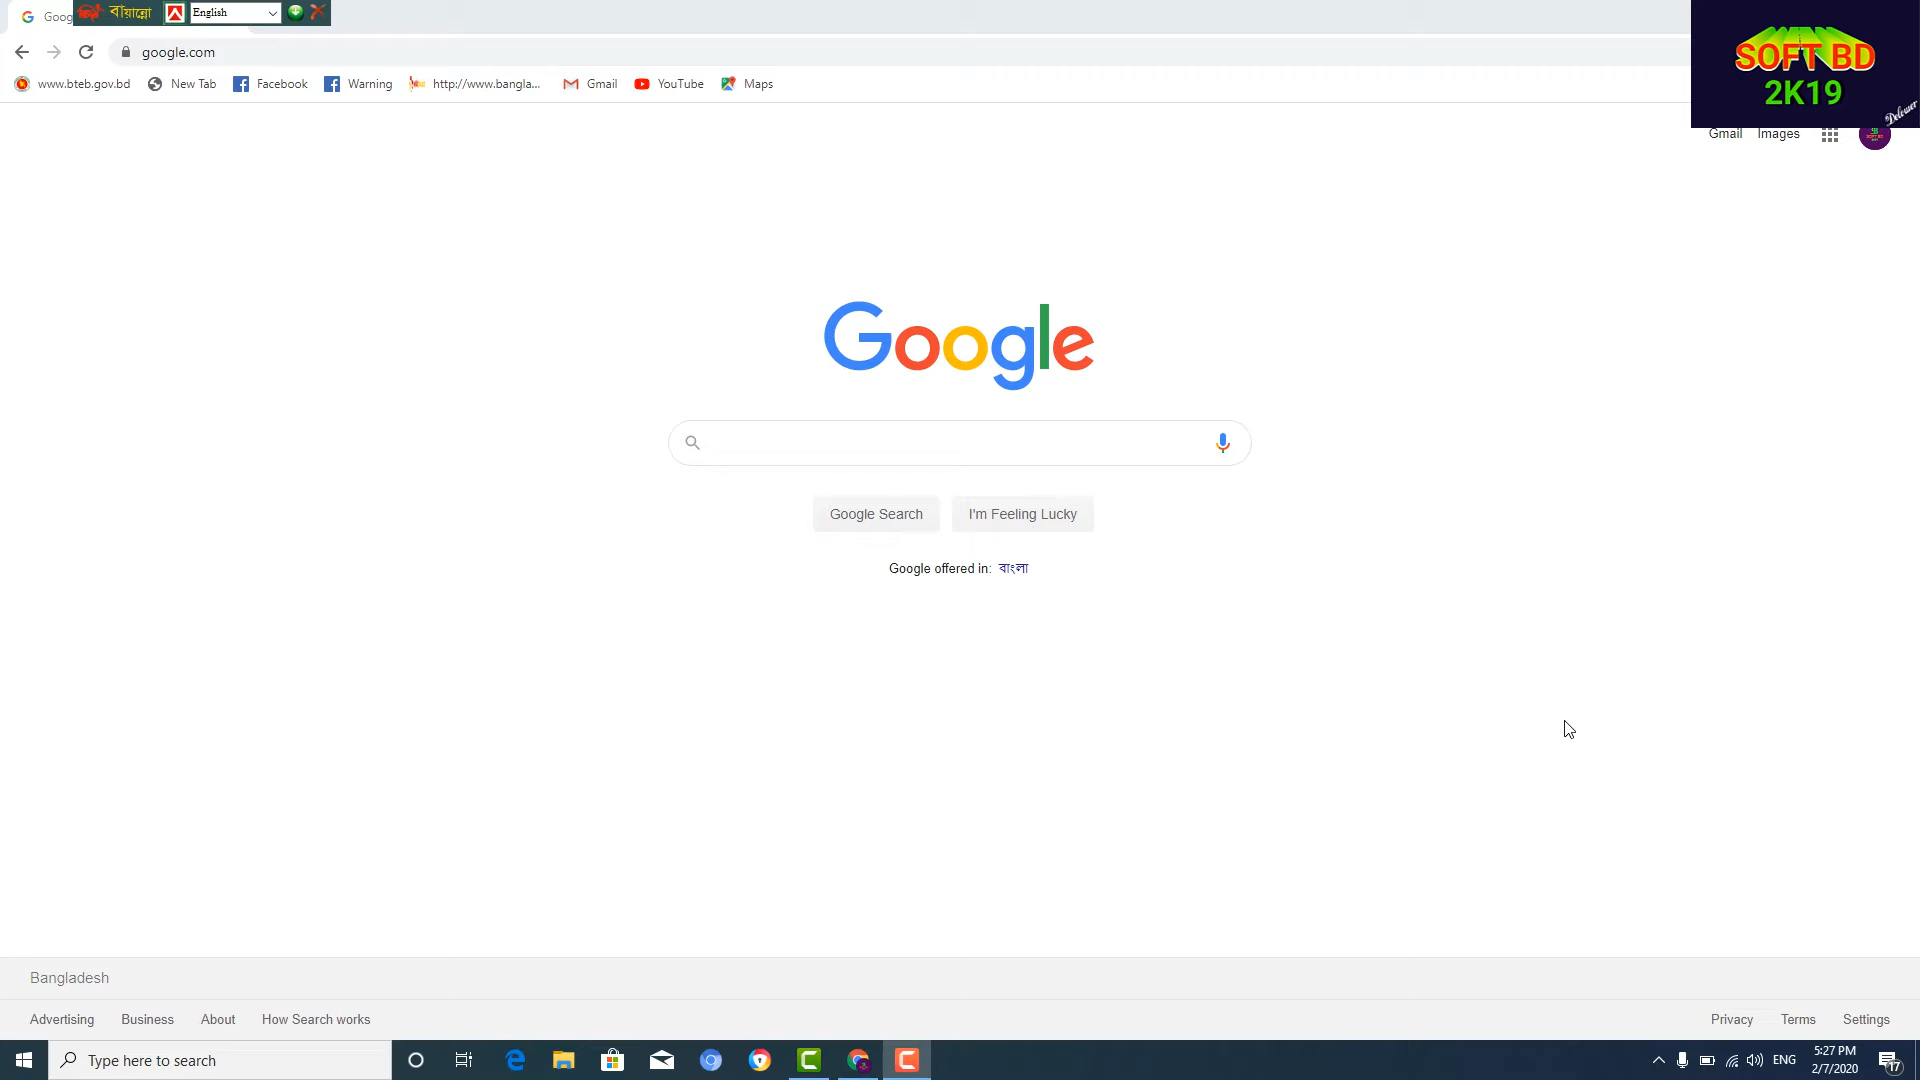 Goog
বায়ান্নো
English
google.com
www.bteb.gov.bd
New Tab
Facebook
Warning
http://www.bangla...
Gmail
YouTube
Maps
SOFT BD
2K19
Delower
Gmail
Images
Google
Google Search
I'm Feeling Lucky
Google offered in: বাংলা
Bangladesh
Advertising
Business
About
How Search works
Privacy
Terms
Settings
Type here to search
ENG
5:27 PM
2/7/2020
17